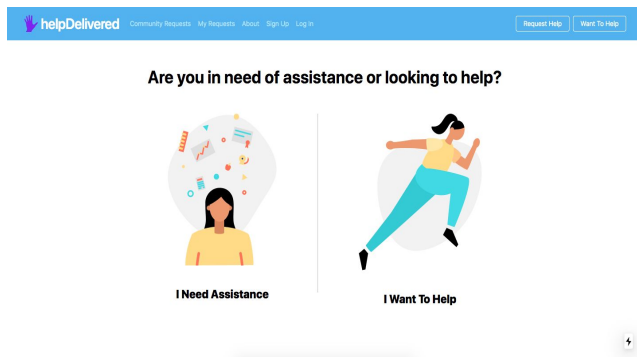 helpDelivered Community Requests My Requests About Sign Up Log In Request Help Want To Help
Are you in need of assistance or looking to help?
I Need Assistance
I Want To Help